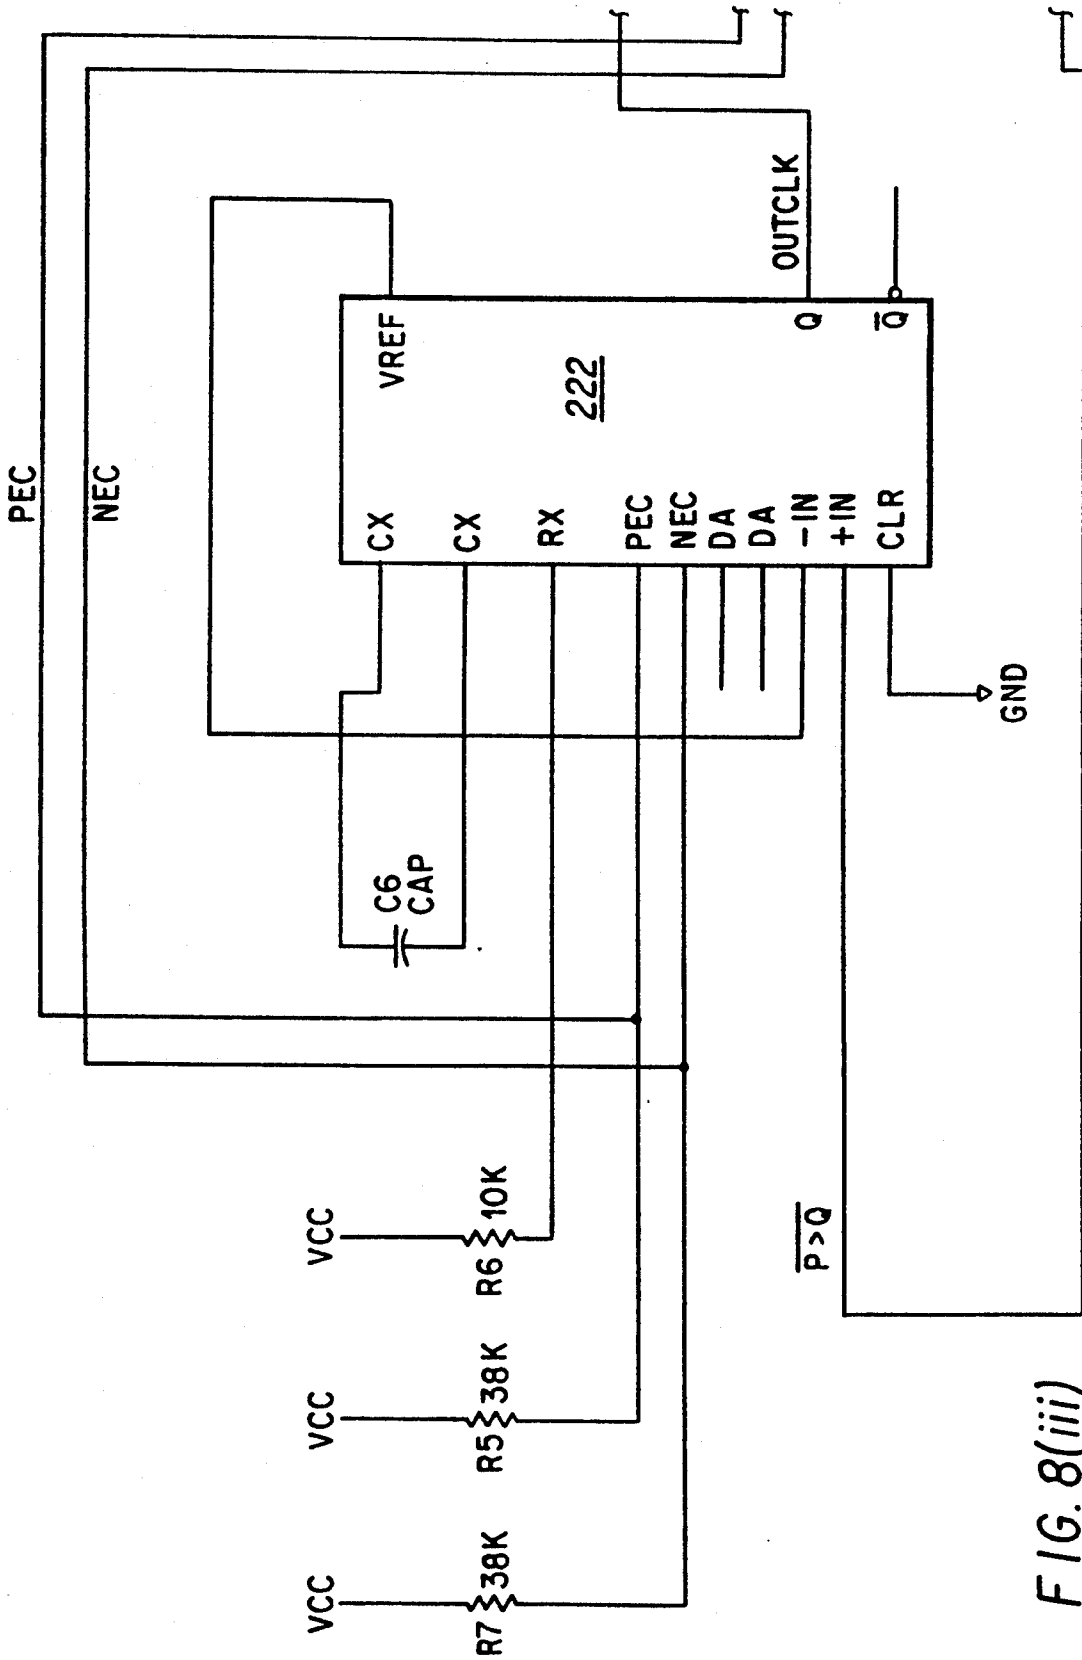 PEC
NEC
VREF
222
OUTCLK
Q
Q̅
CX
CX
RX
PEC
NEC
DA
DA
-IN
+IN
CLR
GND
C6
CAP
VCC
R6 10K
VCC
R5 38K
VCC
R7 38K
P>Q
FIG. 8(iii)